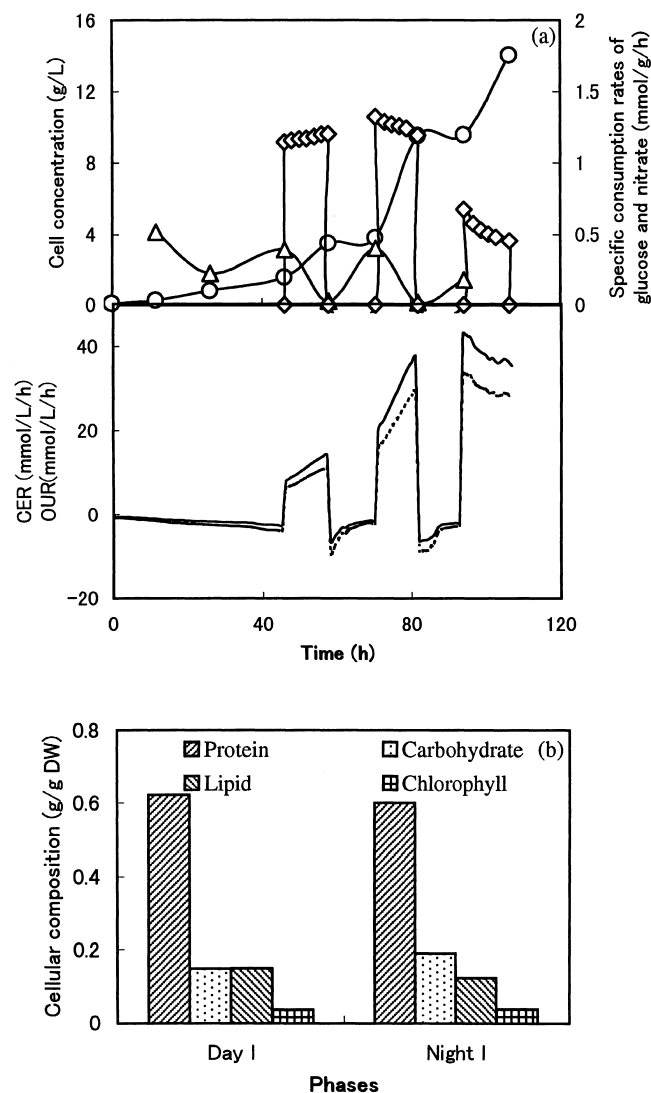 16
12
8
4
0
Cell concentration (g/L)
(a)
2
1.5
1
0.5
0
Specific consumption rates of
glucose and nitrate (mmol/g/h)
40
20
0
−20
CER (mmol/L/h)
OUR(mmol/L/h)
0
40
80
120
Time (h)
0.8
0.6
0.4
0.2
0
Cellular composition (g/g DW)
Protein
Carbohydrate
(b)
Lipid
Chlorophyll
Day I
Night I
Phases